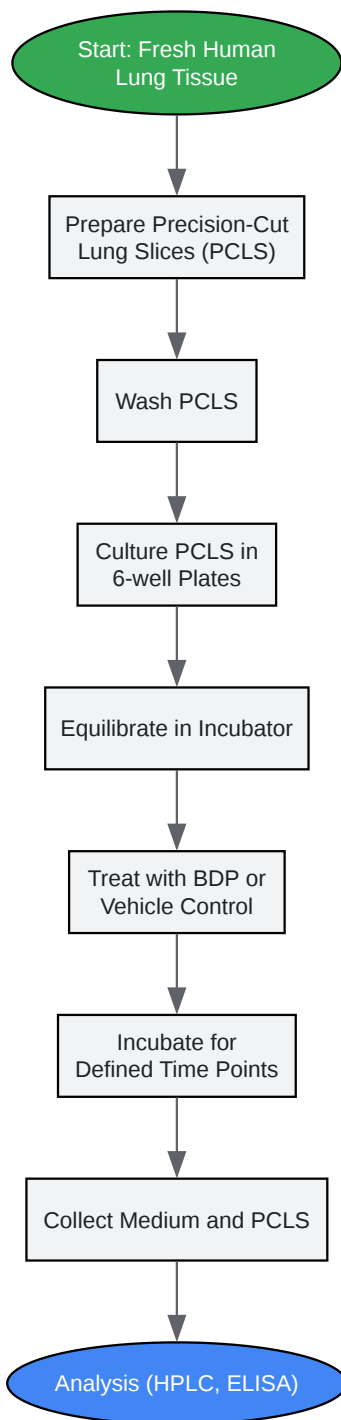 Start: Fresh Human
Lung Tissue
Prepare Precision-Cut
Lung Slices (PCLS)
Wash PCLS
Culture PCLS in
6-well Plates
Equilibrate in Incubator
Treat with BDP or
Vehicle Control
Incubate for
Defined Time Points
Collect Medium and PCLS
Analysis (HPLC, ELISA)